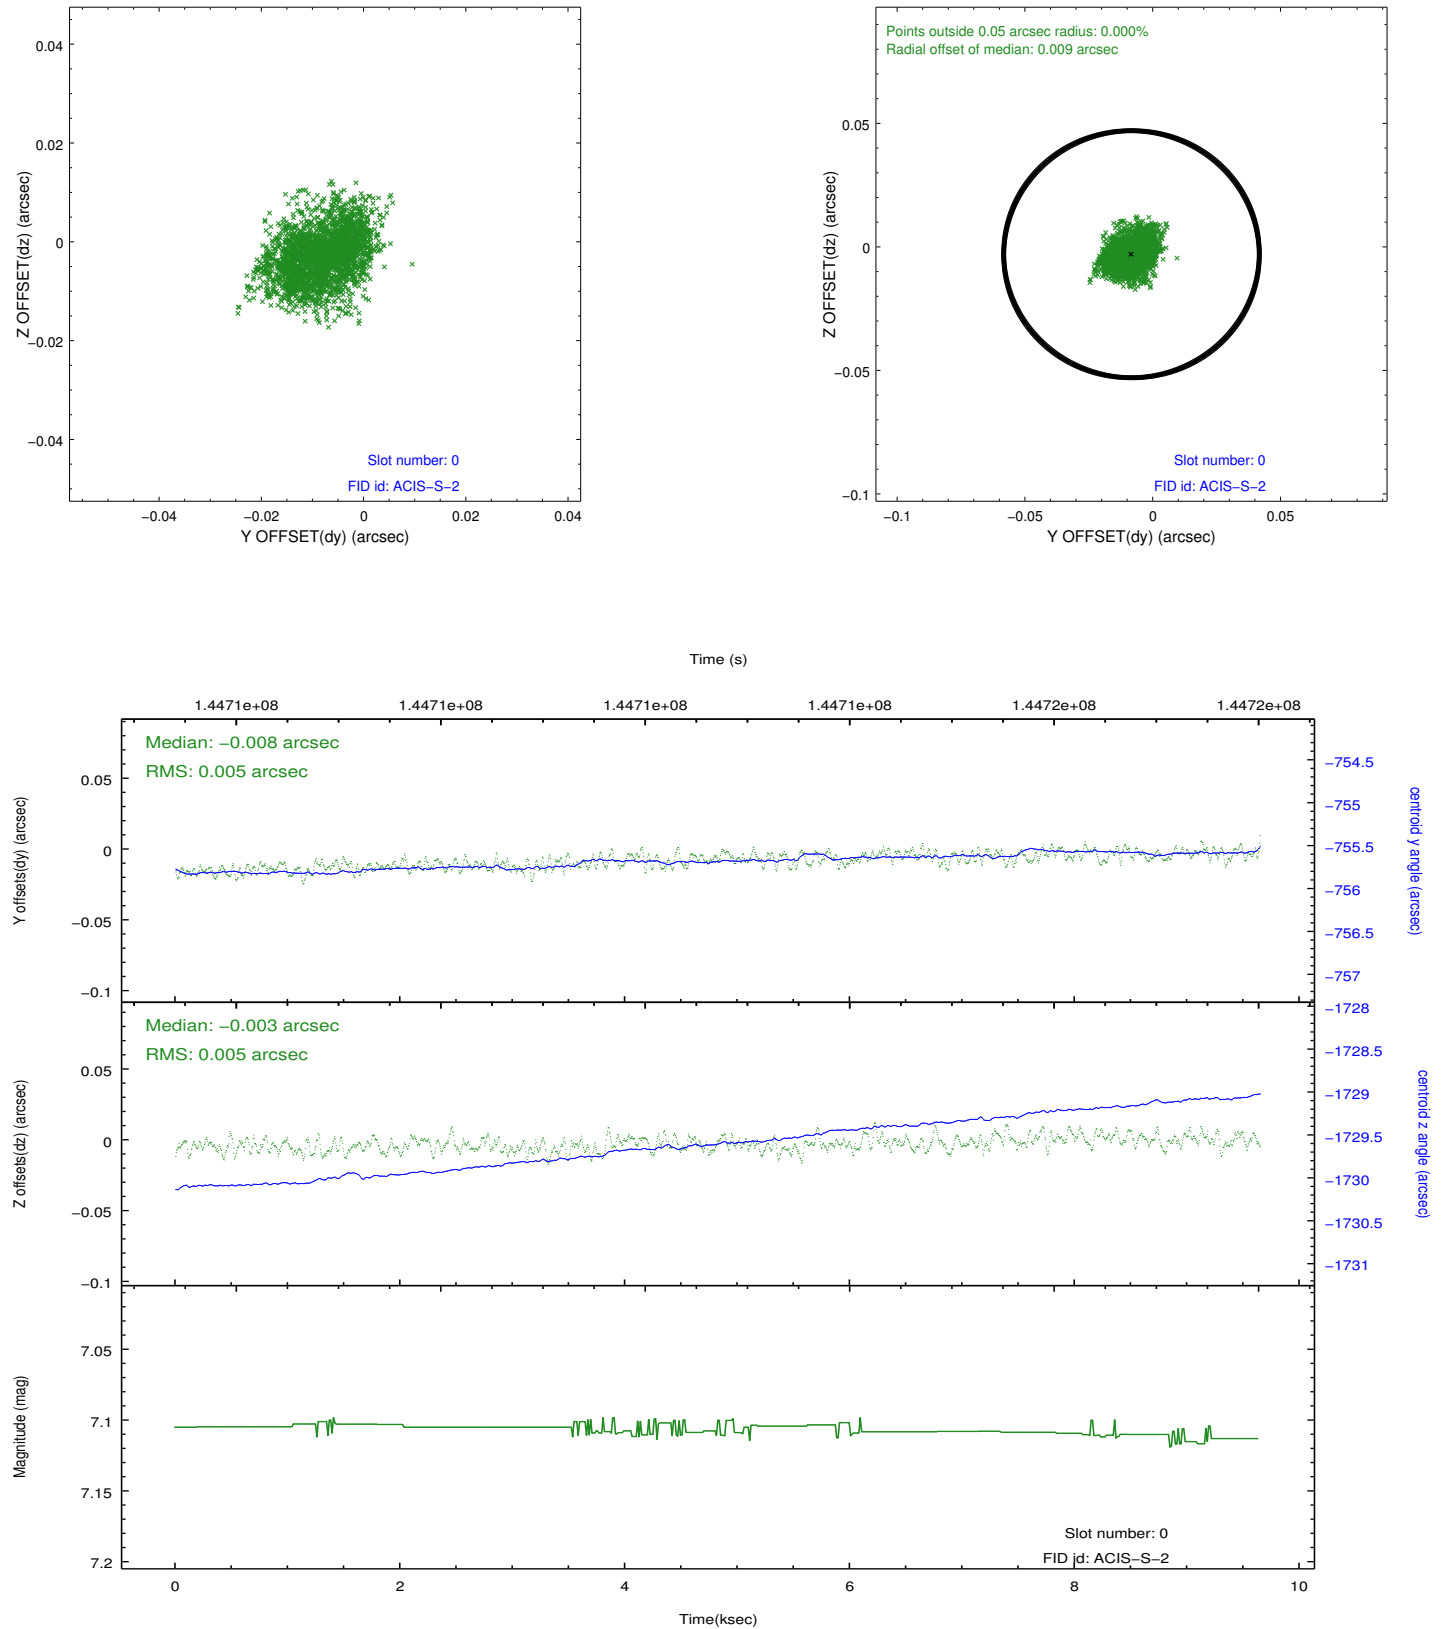 0.04
0.02
0
−0.02
−0.04
Z OFFSET(dz) (arcsec)
Slot number: 0
FID id: ACIS−S−2
−0.04
−0.02
0
0.02
0.04
Y OFFSET(dy) (arcsec)
Points outside 0.05 arcsec radius: 0.000%
Radial offset of median: 0.009 arcsec
0.05
0
−0.05
−0.1
Z OFFSET(dz) (arcsec)
Slot number: 0
FID id: ACIS−S−2
−0.1
−0.05
0
0.05
Y OFFSET(dy) (arcsec)
Time (s)
1.4471e+08
1.4471e+08
1.4471e+08
1.4471e+08
1.4472e+08
1.4472e+08
Median: −0.008 arcsec
RMS: 0.005 arcsec
0.05
0
−0.05
−0.1
Y offsets(dy) (arcsec)
−754.5
−755
−755.5
−756
−756.5
−757
centroid y angle (arcsec)
Median: −0.003 arcsec
RMS: 0.005 arcsec
0.05
0
−0.05
−0.1
Z offsets(dz) (arcsec)
−1728
−1728.5
−1729
−1729.5
−1730
−1730.5
−1731
centroid z angle (arcsec)
7.05
7.1
7.15
7.2
Magnitude (mag)
Slot number: 0
FID id: ACIS−S−2
0
2
4
6
8
10
Time(ksec)